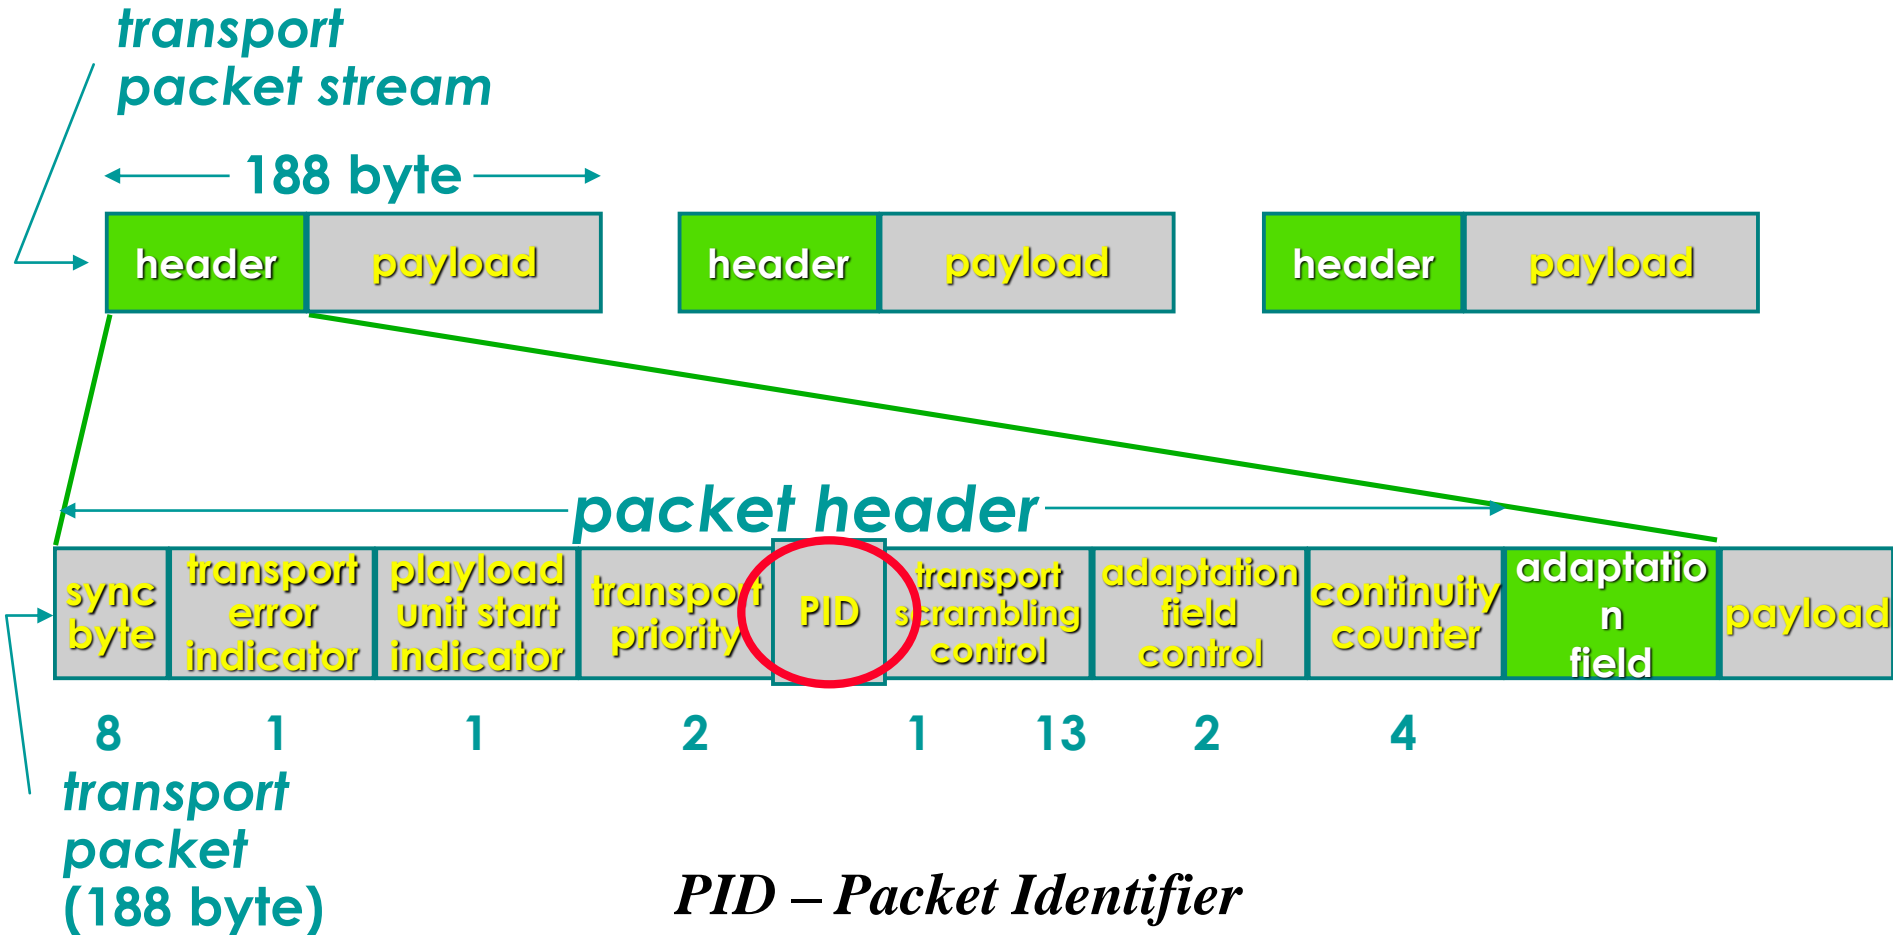 transport
packet stream
188 byte
header
payload
header
payload
header
payload
packet header
sync
byte
transport
error
indicator
playload
unit start
indicator
transport
priority
PID
transport
scrambling
control
adaptation
field
control
continuity
counter
adaptatio
n
field
payload
8 1 1 2 1 13 2 4
transport
packet
(188 byte)
PID – Packet Identifier